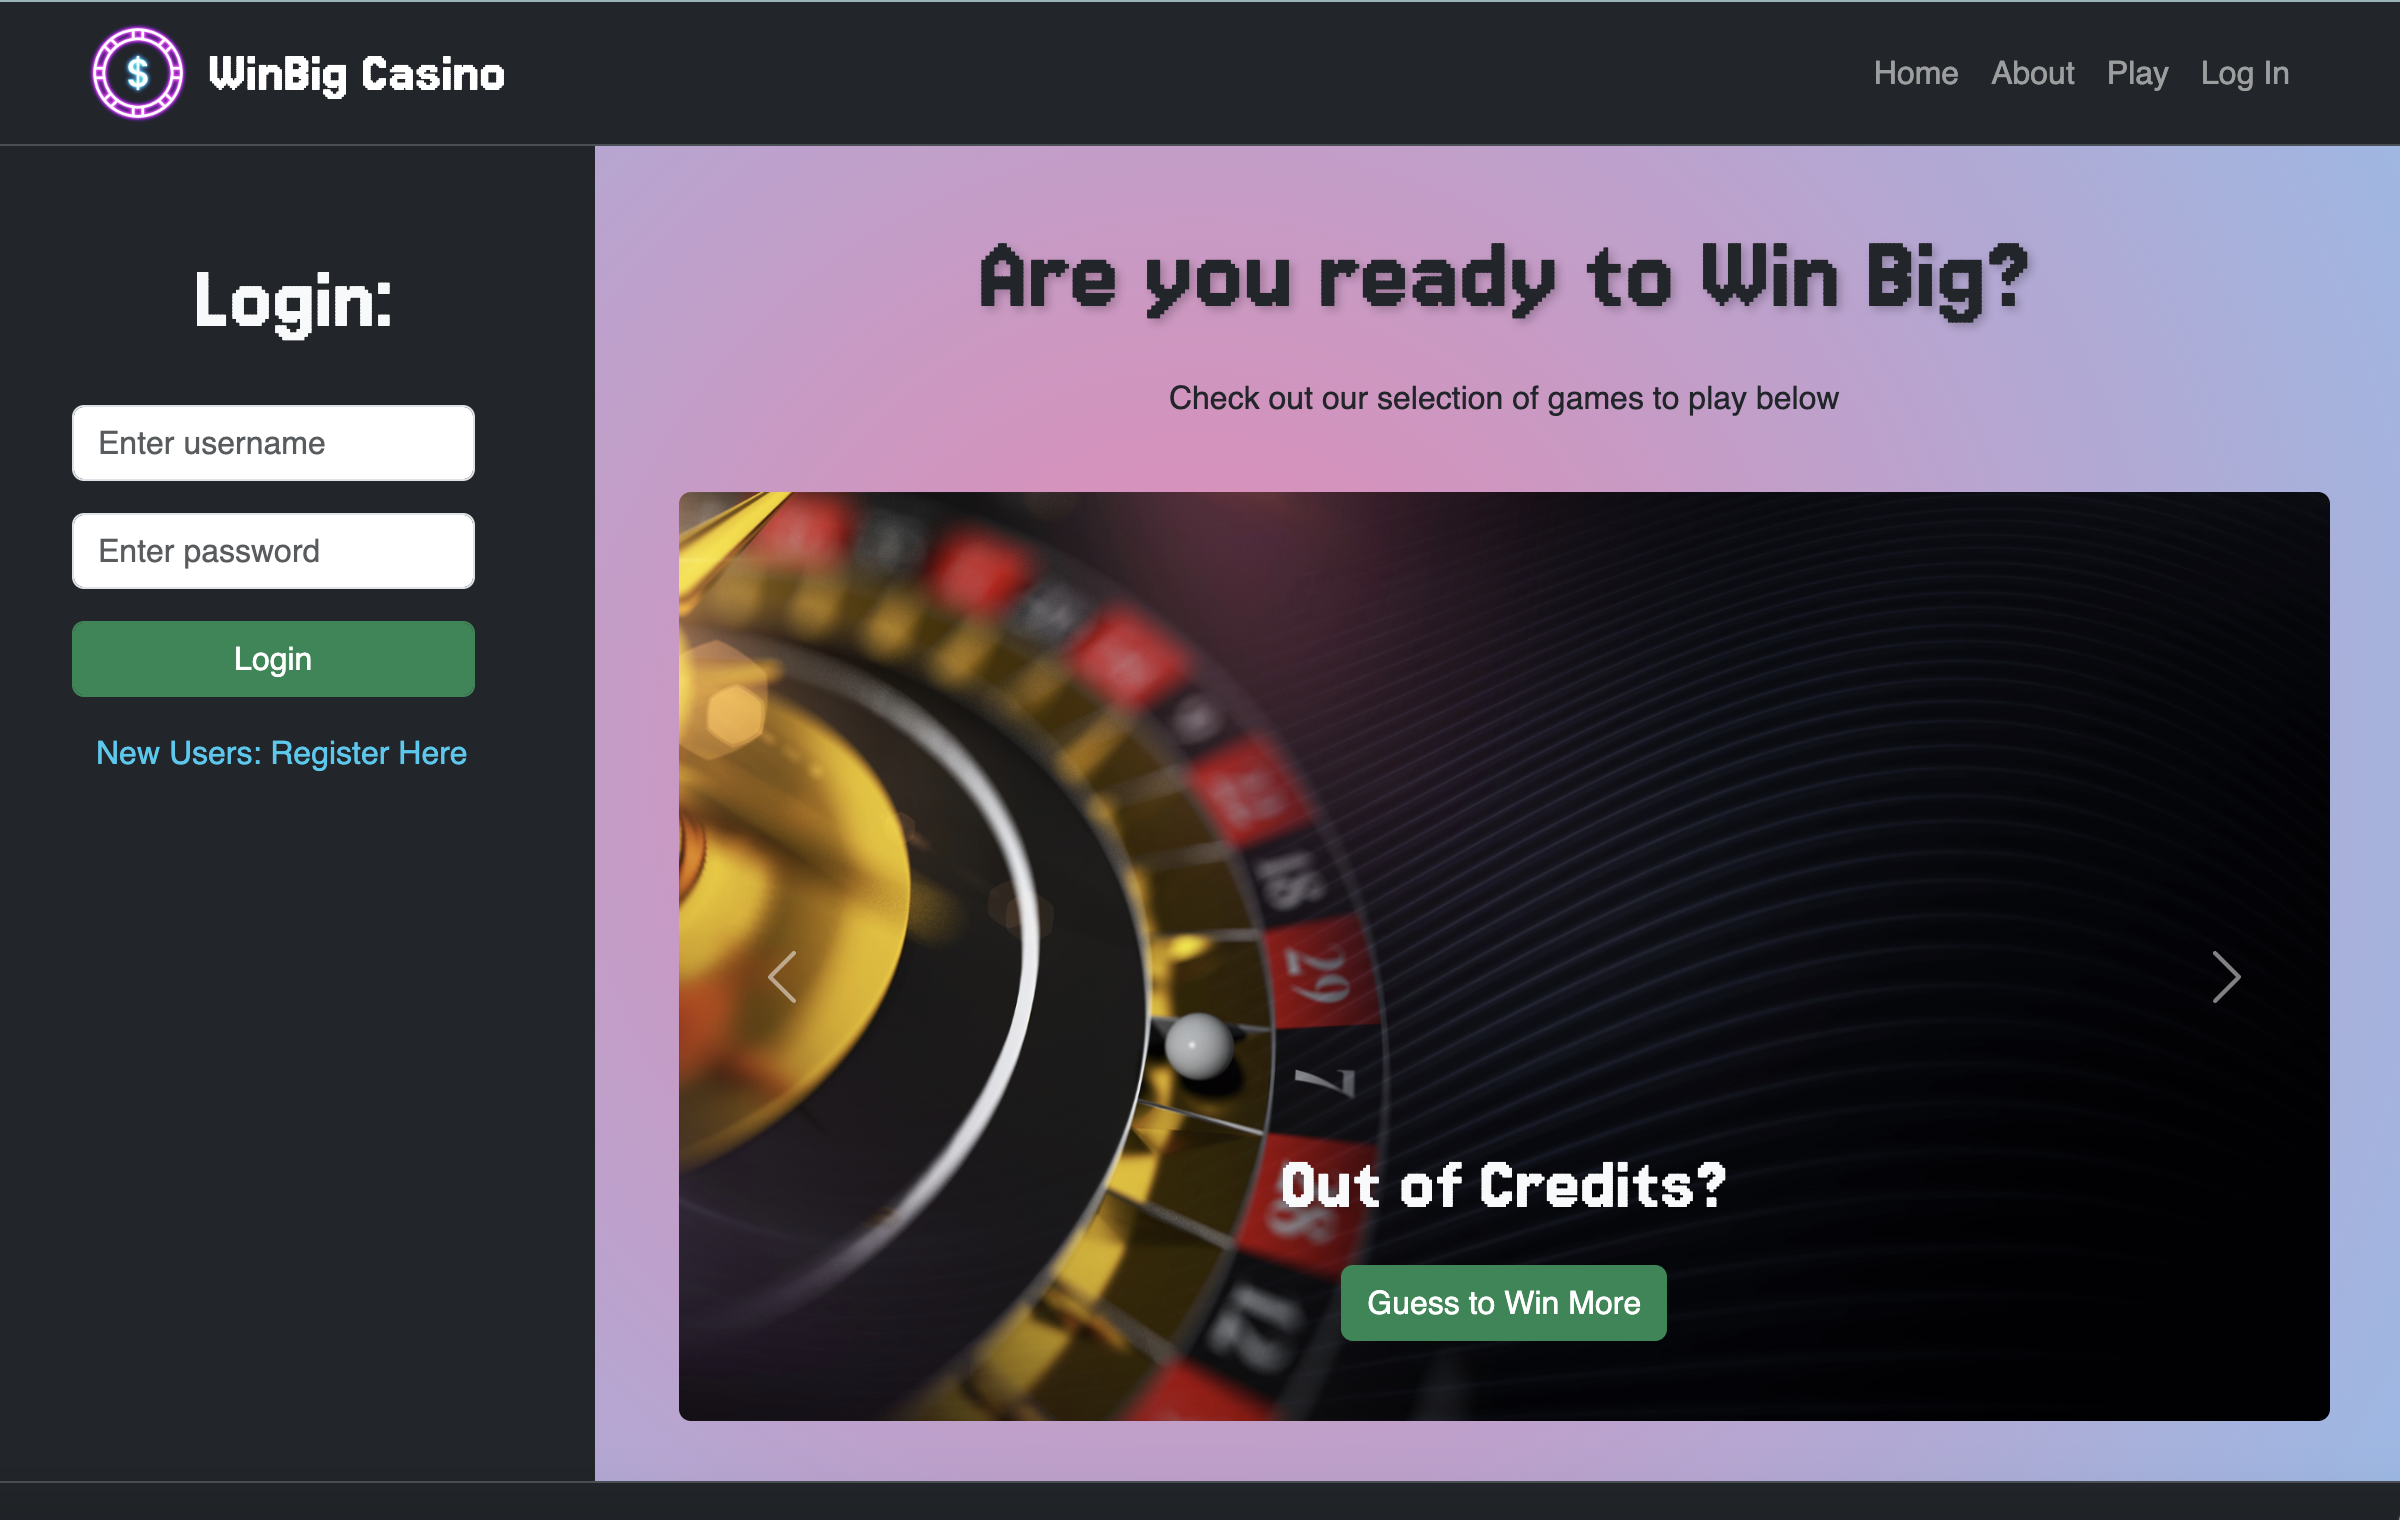 $
WinBig Casino
Home About Play Log In
Login:
Enter username
Enter password
Login
New Users: Register Here
Are you ready to Win Big?
Check out our selection of games to play below
18
29
7
12
Out of Credits?
Guess to Win More